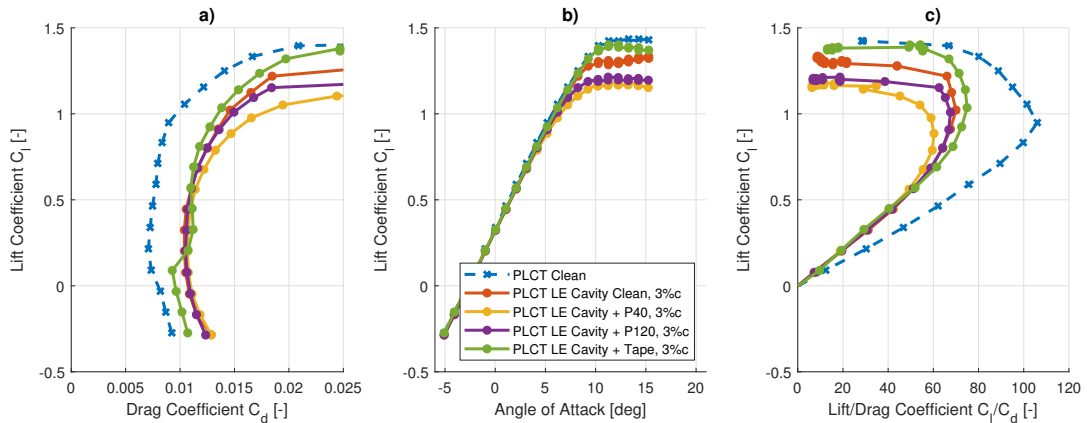 a)
1.5
1
0.5
0
-0.5
Lift Coefficient C_l [-]
0
0.005
0.01
0.015
0.02
0.025
Drag Coefficient C_d [-]
b)
1.5
1
0.5
0
-0.5
Lift Coefficient C_l [-]
PLCT Clean
PLCT LE Cavity Clean, 3%c
PLCT LE Cavity + P40, 3%c
PLCT LE Cavity + P120, 3%c
PLCT LE Cavity + Tape, 3%c
-5
0
5
10
15
20
Angle of Attack [deg]
c)
1.5
1
0.5
0
-0.5
Lift Coefficient C_l [-]
0
20
40
60
80
100
120
Lift/Drag Coefficient C_l/C_d [-]